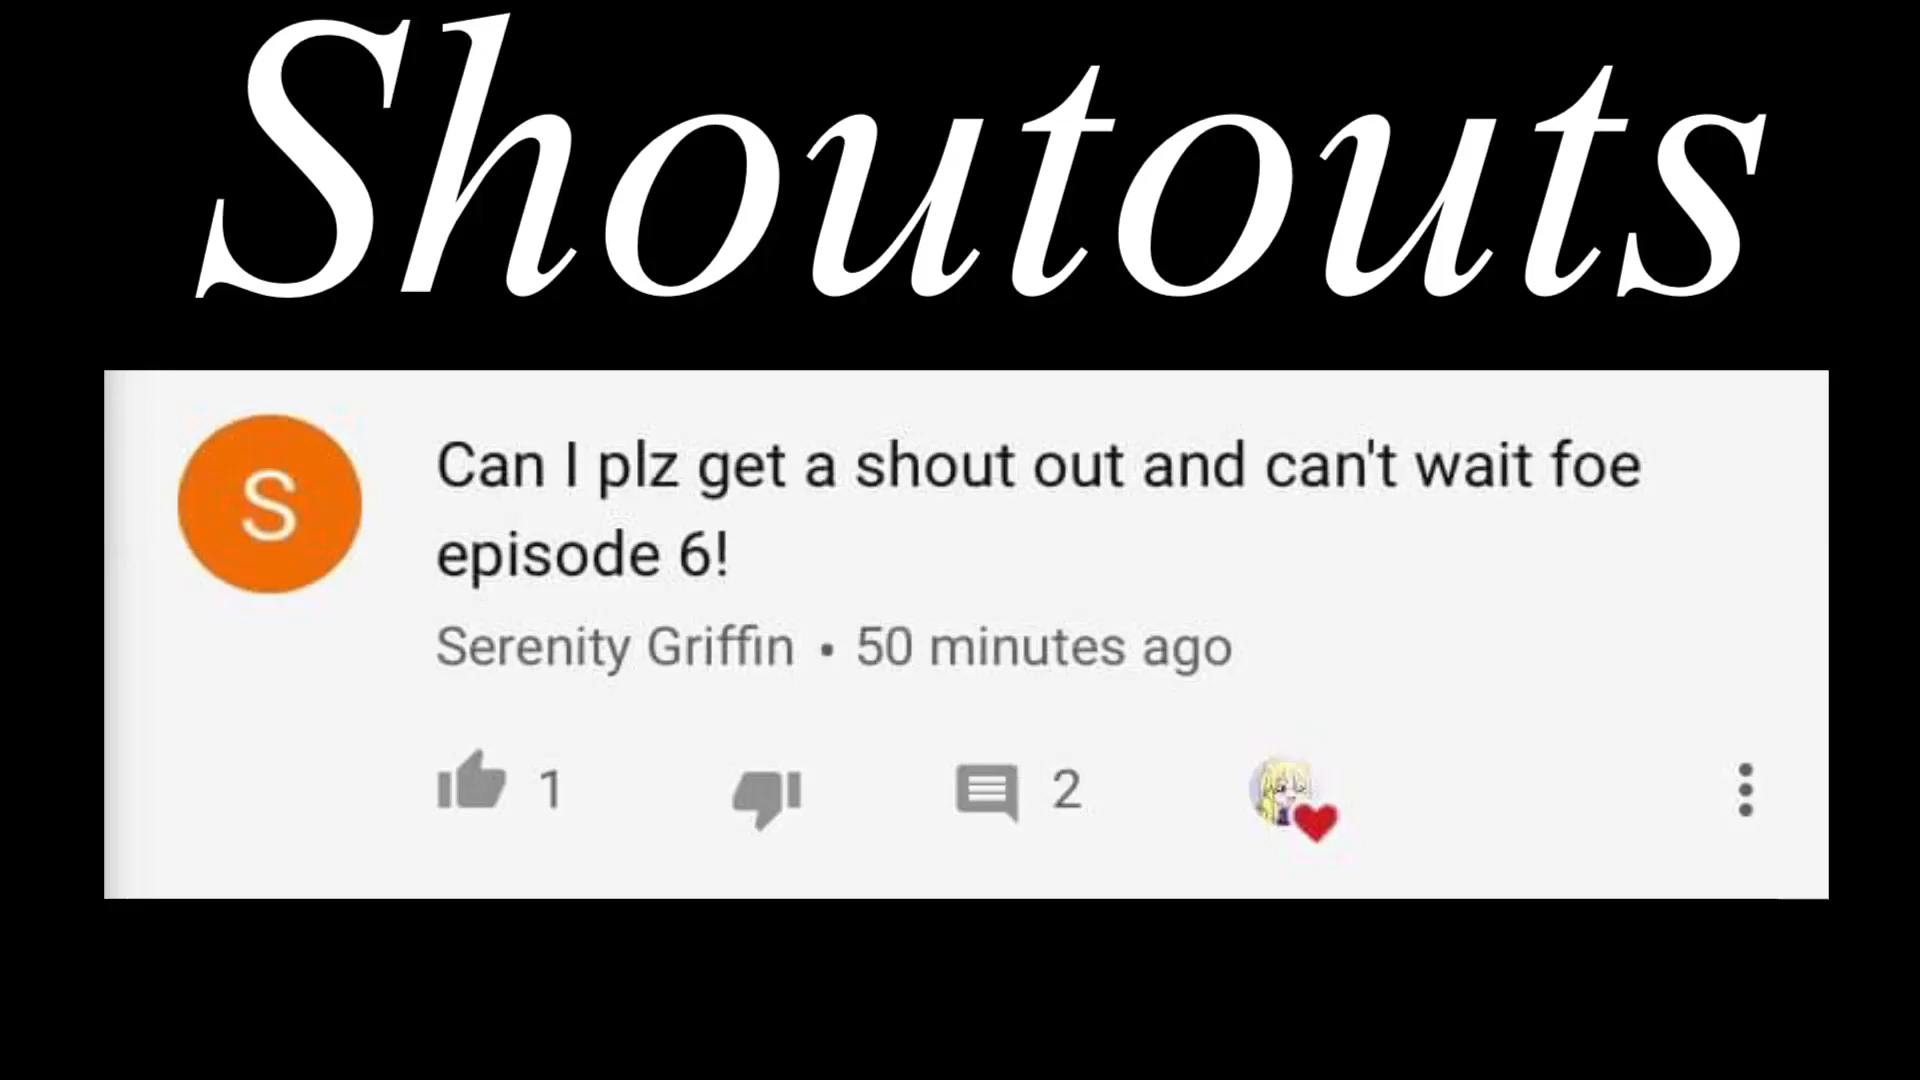 Shoutouts
S
Can I plz get a shout out and can't wait foe
episode 6!
Serenity Griffin • 50 minutes ago
1 2